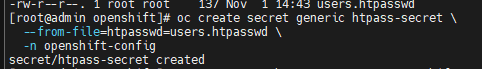 -rw-r--r--. 1 root root    137 Nov  1 14:43 users.htpasswd
[root@admin openshift]# oc create secret generic htpass-secret \
  --from-file=htpasswd=users.htpasswd \
  -n openshift-config
secret/htpass-secret created